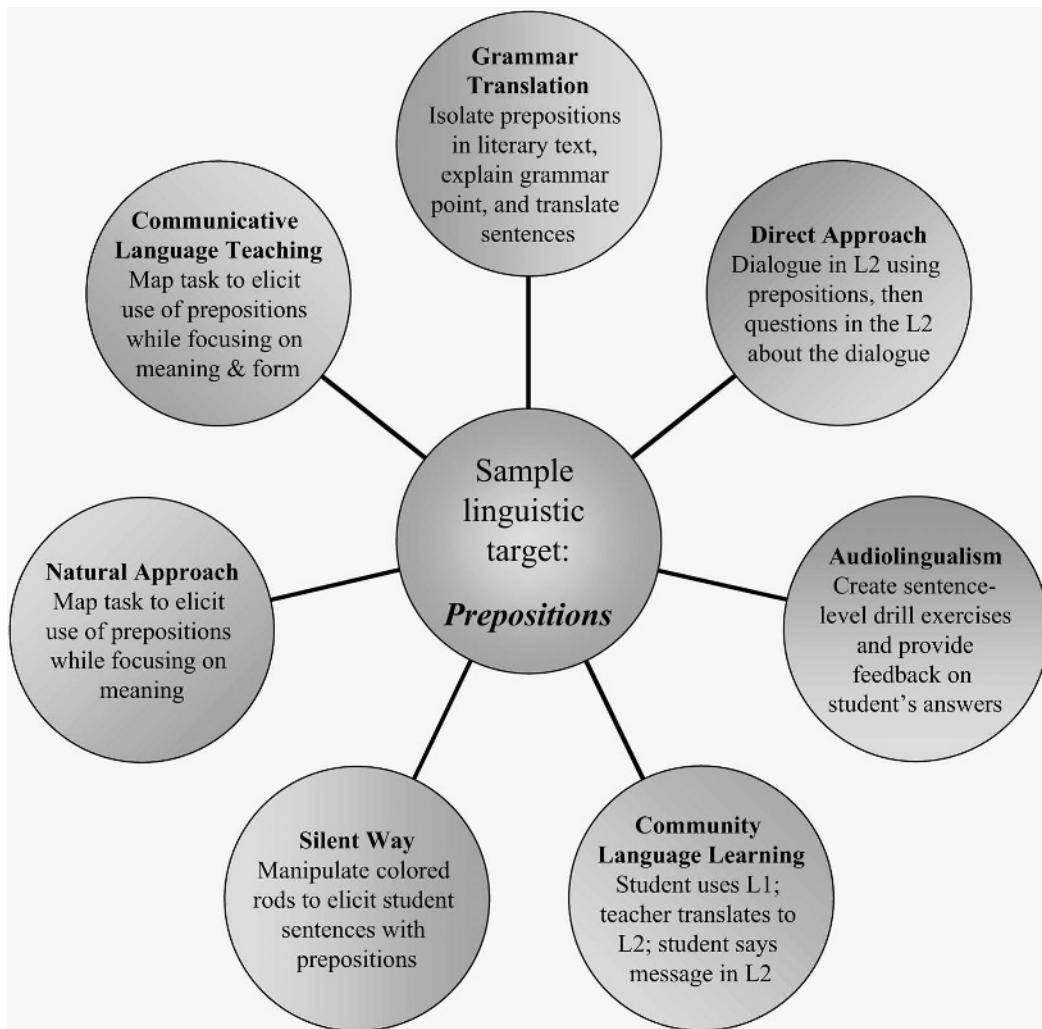 Grammar
Translation
Isolate prepositions
in literary text,
explain grammar
point, and translate
sentences
Communicative
Language Teaching
Map task to elicit
use of prepositions
while focusing on
meaning & form
Direct Approach
Dialogue in L2 using
prepositions, then
questions in the L2
about the dialogue
Sample
linguistic
target:
Prepositions
Natural Approach
Map task to elicit
use of prepositions
while focusing on
meaning
Audiolingualism
Create sentence-
level drill exercises
and provide
feedback on
student's answers
Silent Way
Manipulate colored
rods to elicit student
sentences with
prepositions
Community
Language Learning
Student uses L1;
teacher translates to
L2; student says
message in L2